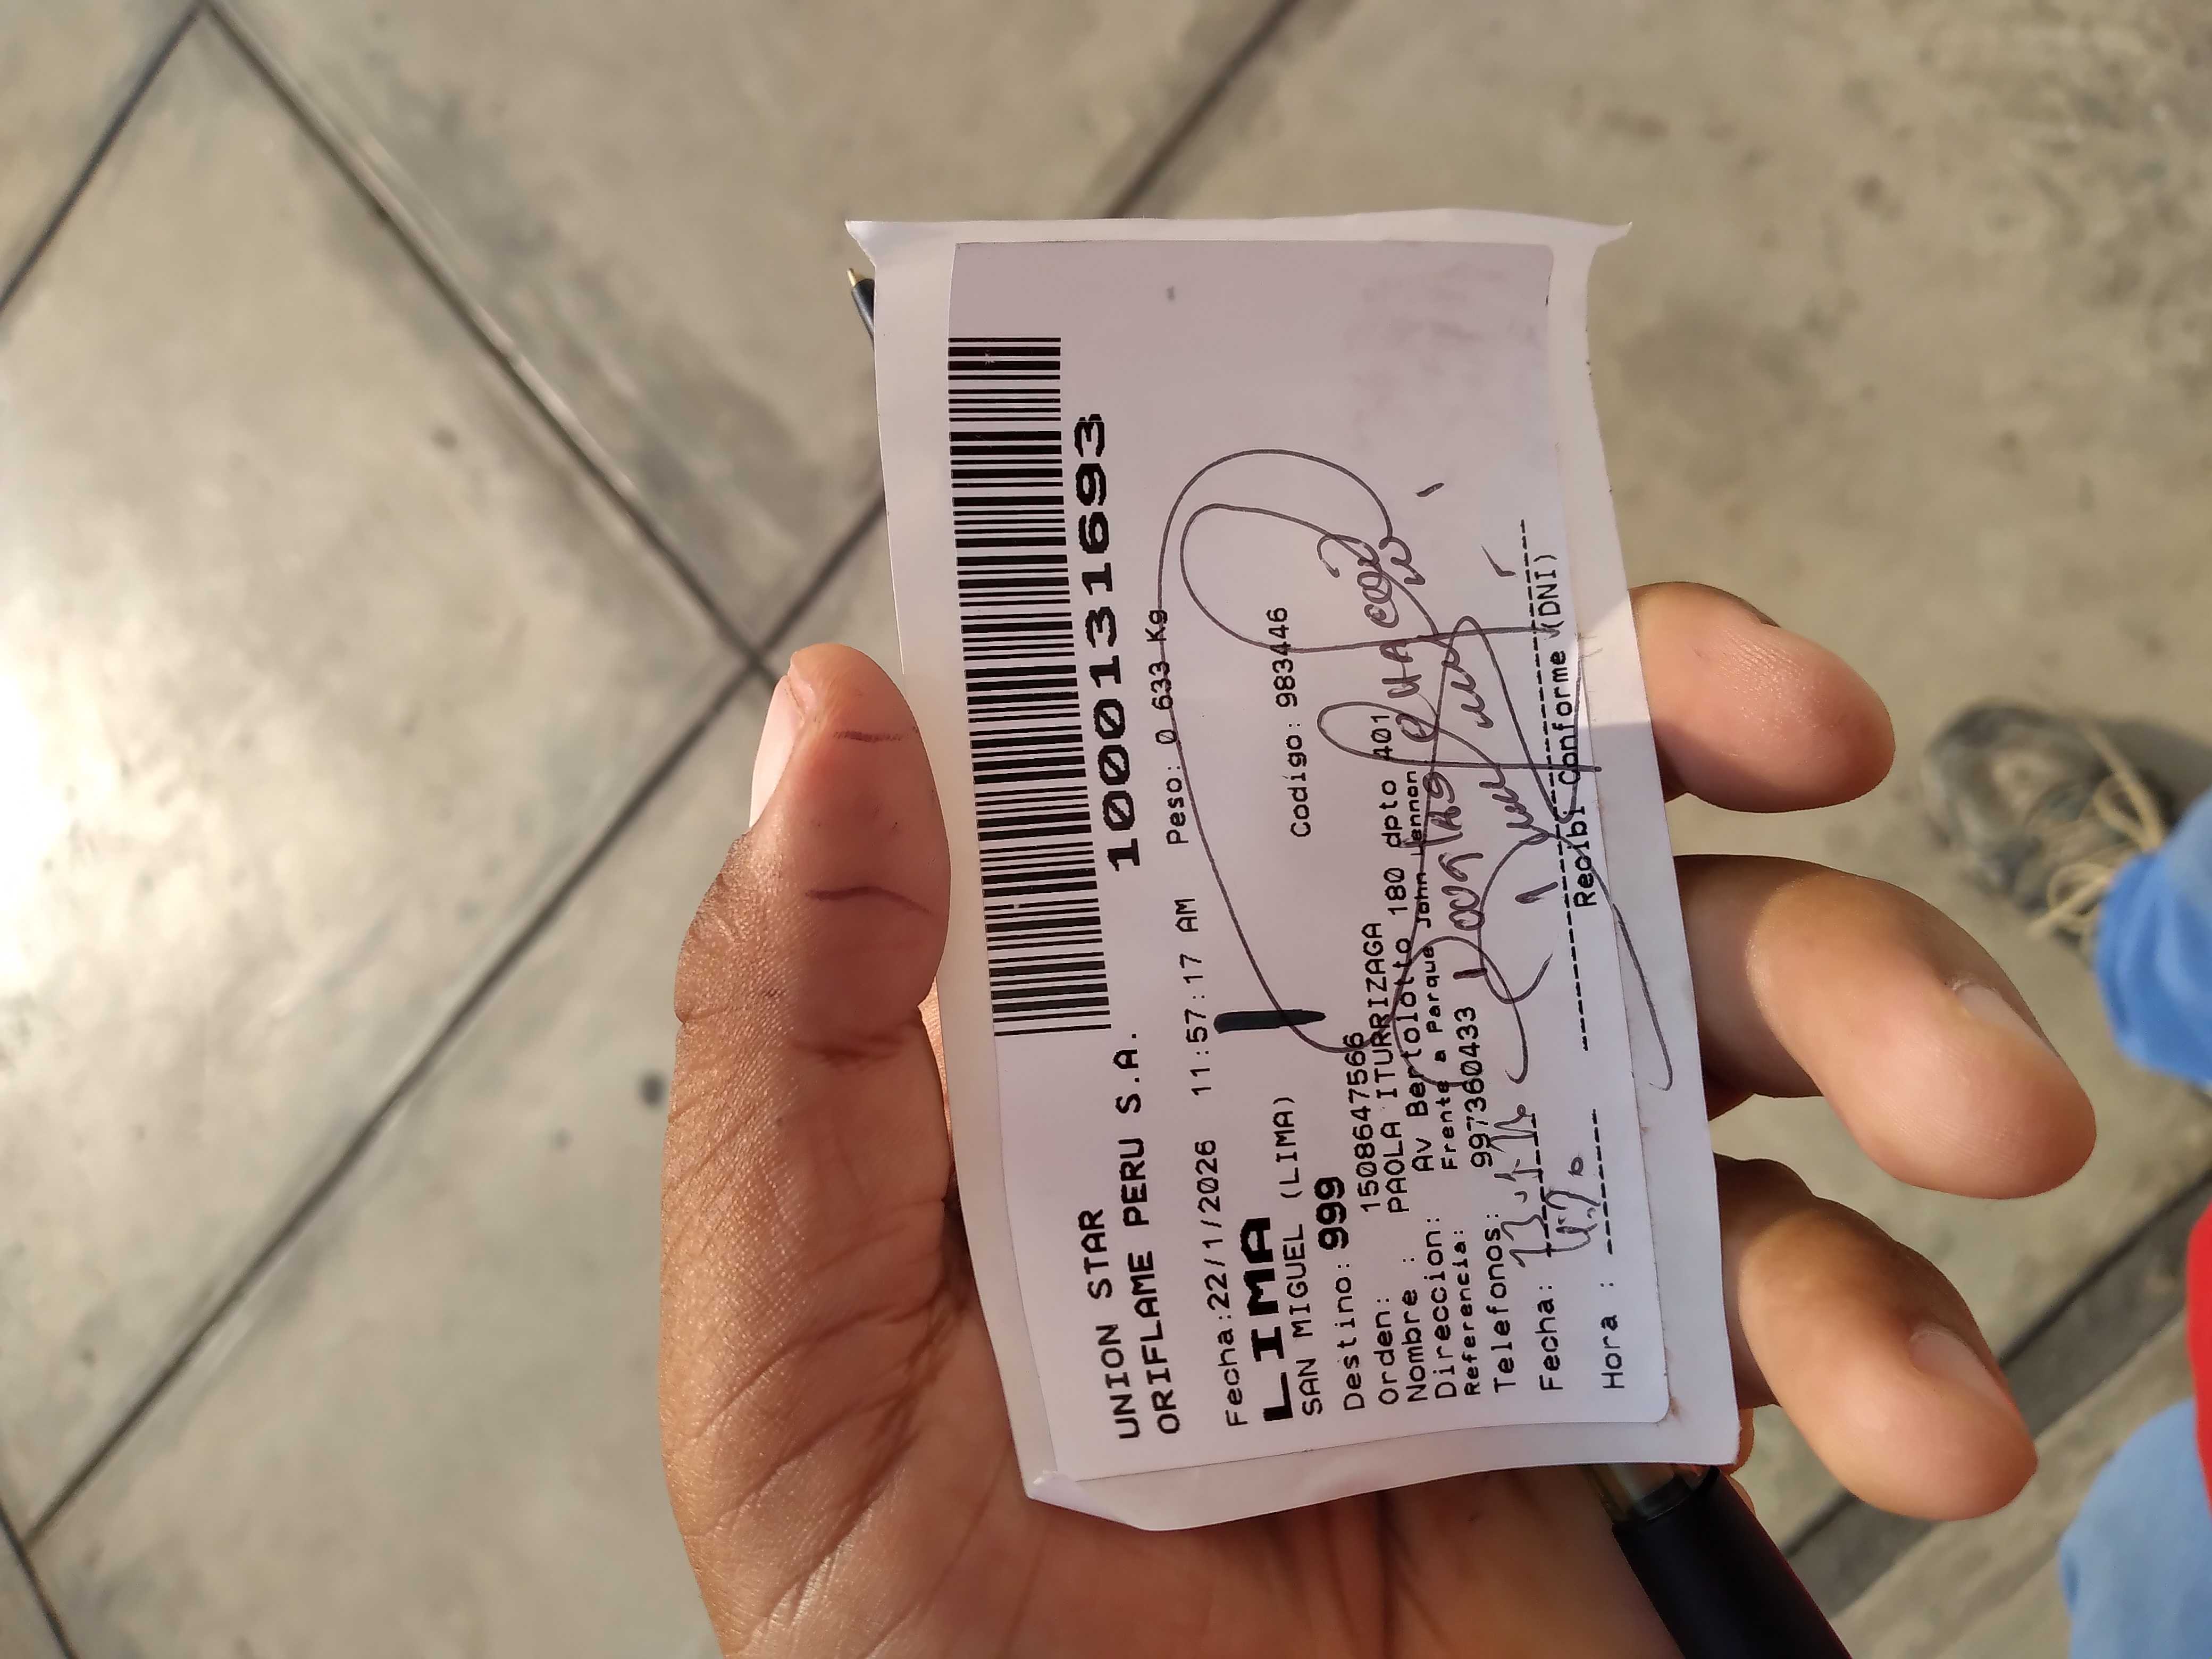 UNION STAR
ORIFLAME PERU S.A.
1000131693
Fecha:22/1/2026 11:57:17 AM Peso: 0.633 Kg
LIMA
SAN MIGUEL (LIMA)
Destino: 999 Codigo: 983446
Orden: 15086475​66
Nombre : PAOLA ITURRIZAGA
Direccion: Av Bertolotto 180 dpto 401
Referencia: Frente a Parque John Lennon
Telefonos: 997360433
Fecha:
Hora :
Recibi Conforme (DNI)